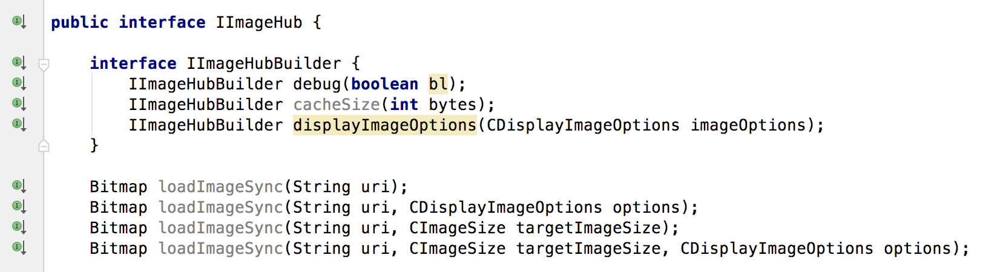 public interface IImageHub {
interface IImageHubBuilder {
IImageHubBuilder debug(boolean bl);
IImageHubBuilder cacheSize(int bytes);
IImageHubBuilder displayImageOptions(CDisplayImageOptions imageOptions);
}
Bitmap loadImageSync(String uri);
Bitmap loadImageSync(String uri, CDisplayImageOptions options);
Bitmap loadImageSync(String uri, CImageSize targetImageSize);
Bitmap loadImageSync(String uri, CImageSize targetImageSize, CDisplayImageOptions options);